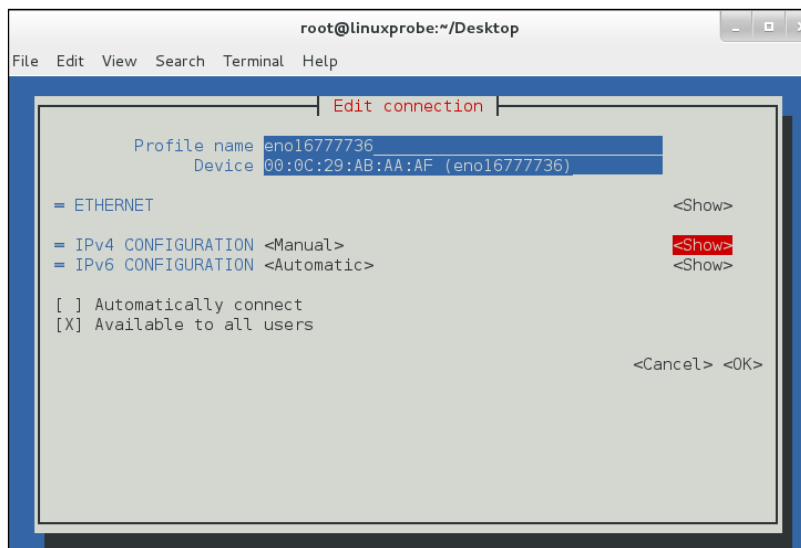 root@linuxprobe:~/Desktop
File Edit View Search Terminal Help
Edit connection
Profile name eno16777736
Device 00:0C:29:AB:AA:AF (eno16777736)
= ETHERNET <Show>
= IPv4 CONFIGURATION <Manual> <Show>
= IPv6 CONFIGURATION <Automatic> <Show>
[ ] Automatically connect
[X] Available to all users
<Cancel> <OK>